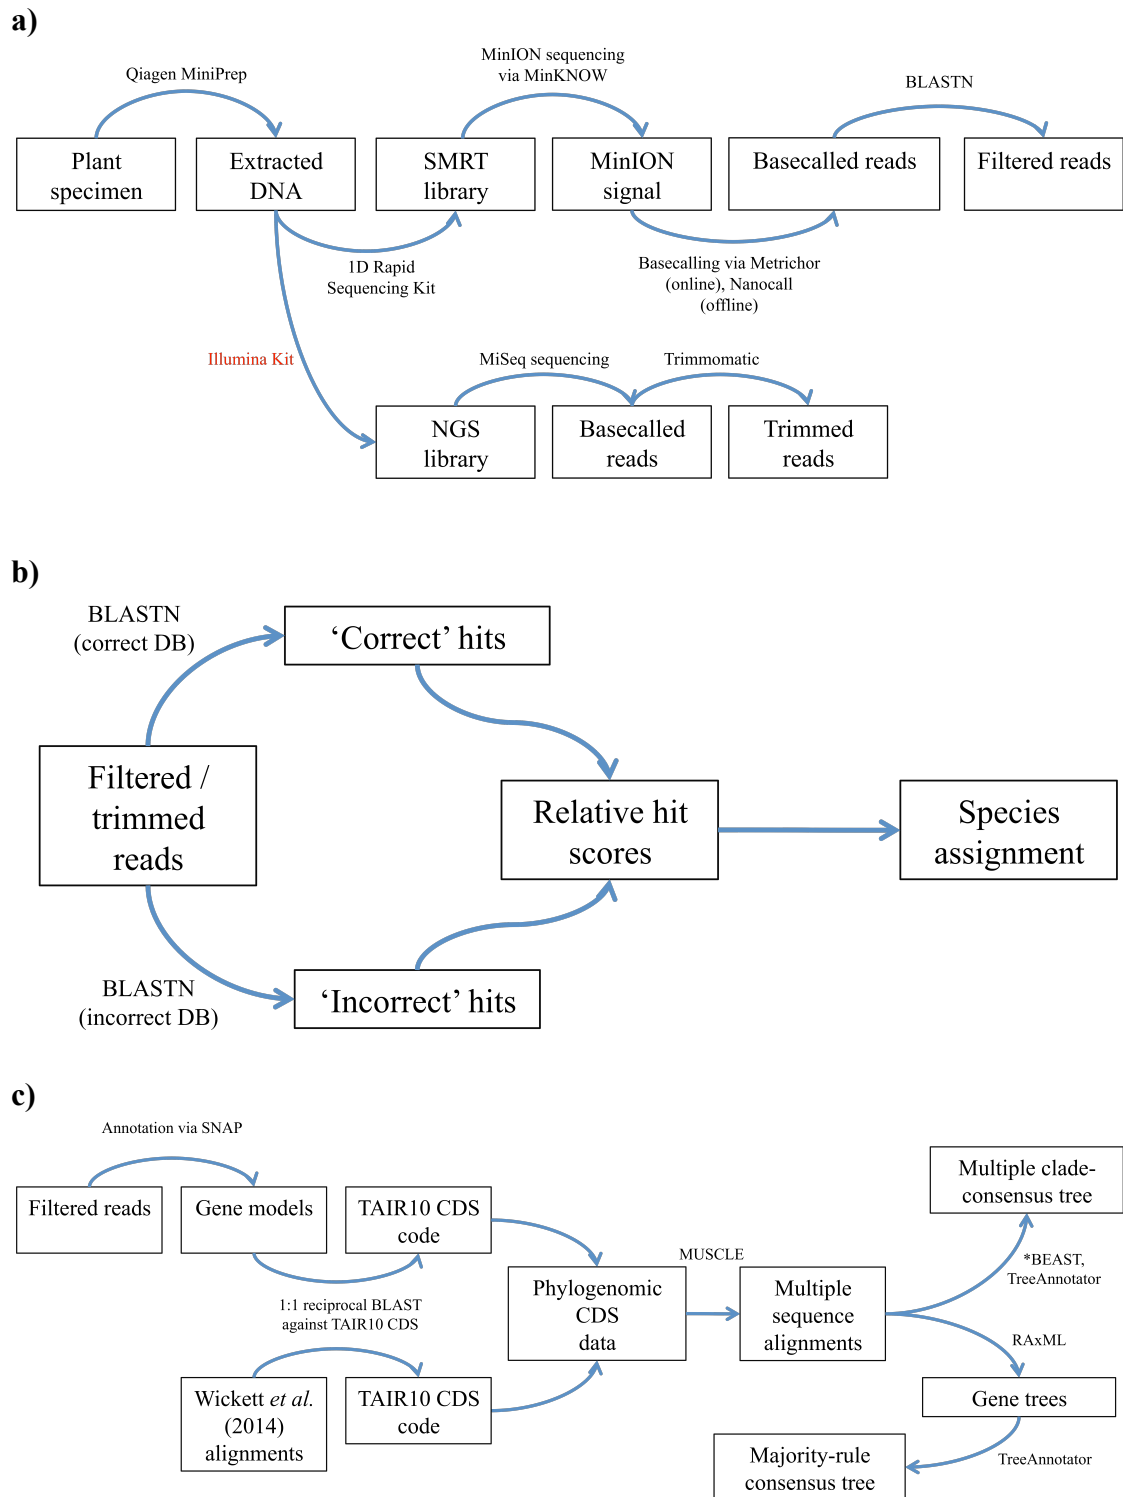 a)
Qiagen MiniPrep
MinION sequencing
via MinKNOW
BLASTN
Plant
specimen
Extracted
DNA
SMRT
library
MinION
signal
Basecalled reads
Filtered reads
1D Rapid
Sequencing Kit
Basecalling via Metrichor
(online), Nanocall
(offline)
Illumina Kit
MiSeq sequencing
Trimmomatic
NGS
library
Basecalled
reads
Trimmed
reads
b)
BLASTN
(correct DB)
‘Correct’ hits
Filtered /
trimmed
reads
Relative hit
scores
Species
assignment
BLASTN
(incorrect DB)
‘Incorrect’ hits
c)
Annotation via SNAP
Filtered reads
Gene models
TAIR10 CDS
code
1:1 reciprocal BLAST
against TAIR10 CDS
Wickett et al.
(2014)
alignments
TAIR10 CDS
code
Phylogenomic
CDS
data
MUSCLE
Multiple
sequence
alignments
Multiple clade-
consensus tree
*BEAST,
TreeAnnotator
RAxML
Gene trees
TreeAnnotator
Majority-rule
consensus tree